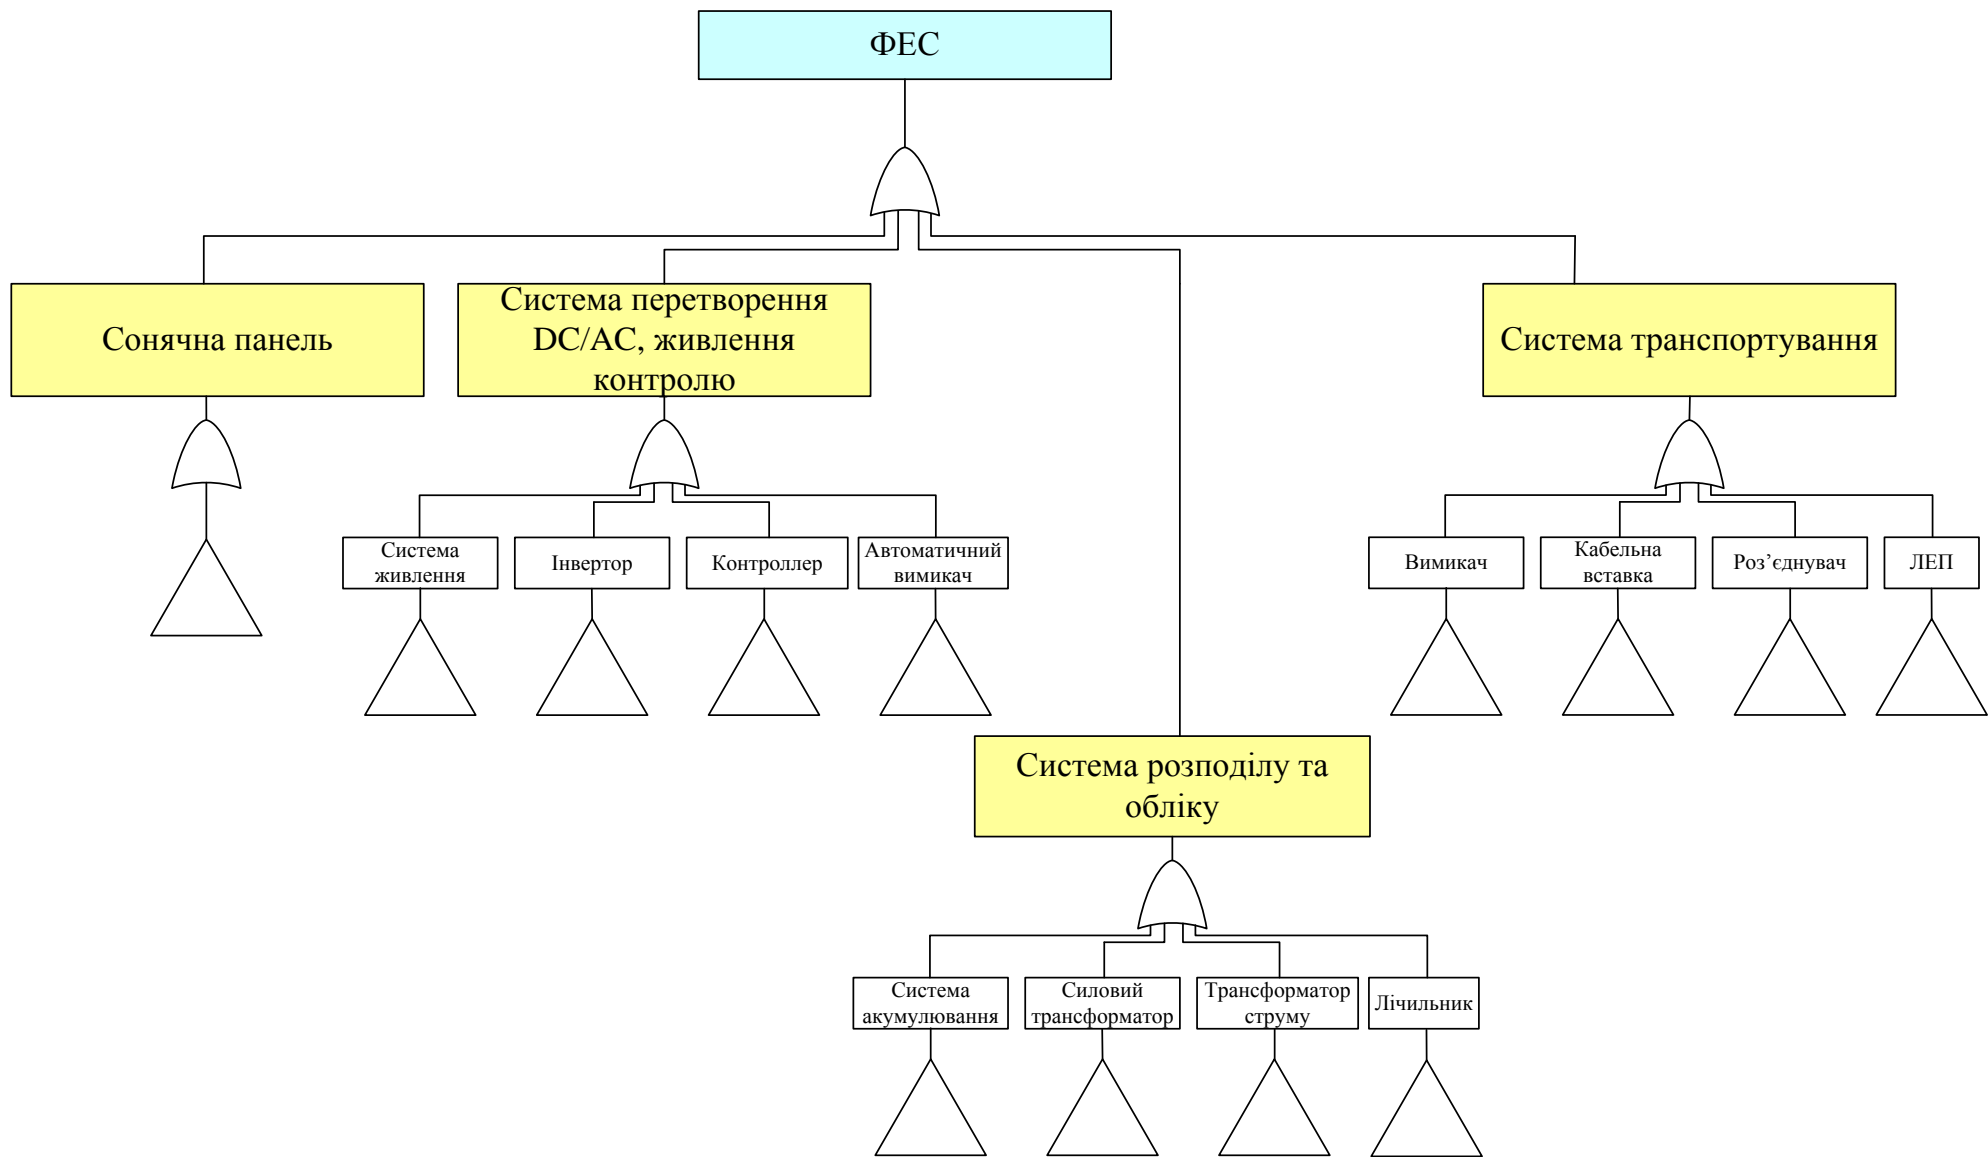 ФЕС
Сонячна панель
Система перетворення
DC/AC, живлення
контролю
Система транспортування
Система
живлення
Інвертор
Контроллер
Автоматичний
вимикач
Вимикач
Кабельна
вставка
Роз’єднувач
ЛЕП
Система розподілу та
обліку
Система
акумулювання
Силовий
трансформатор
Трансформатор
струму
Лічильник